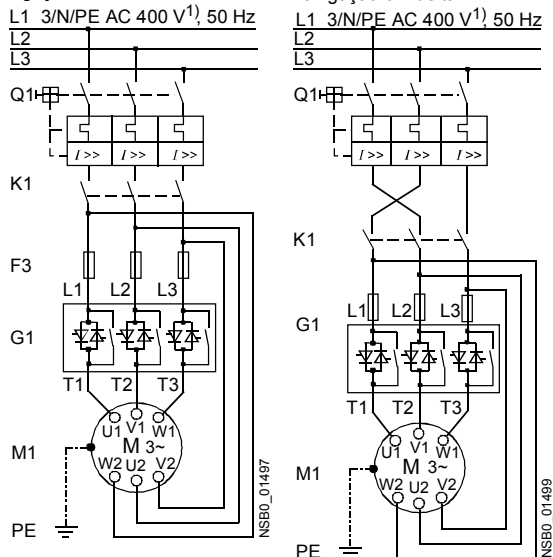 L1 3/N/PE AC 400 V1), 50 Hz
L2
L3
Q1
I >> I >> I >>
K1
F3
L1 L2 L3
G1
T1 T2 T3
U1 V1 W1
M 3~
M1
W2 U2 V2
PE
NSB0_01497
L1 3/N/PE AC 400 V1), 50 Hz
L2
L3
Q1
I >> I >> I >>
K1
L1 L2 L3
G1
T1 T2 T3
U1 V1 W1
M 3~
M1
W2 U2 V2
PE
NSB0_01499